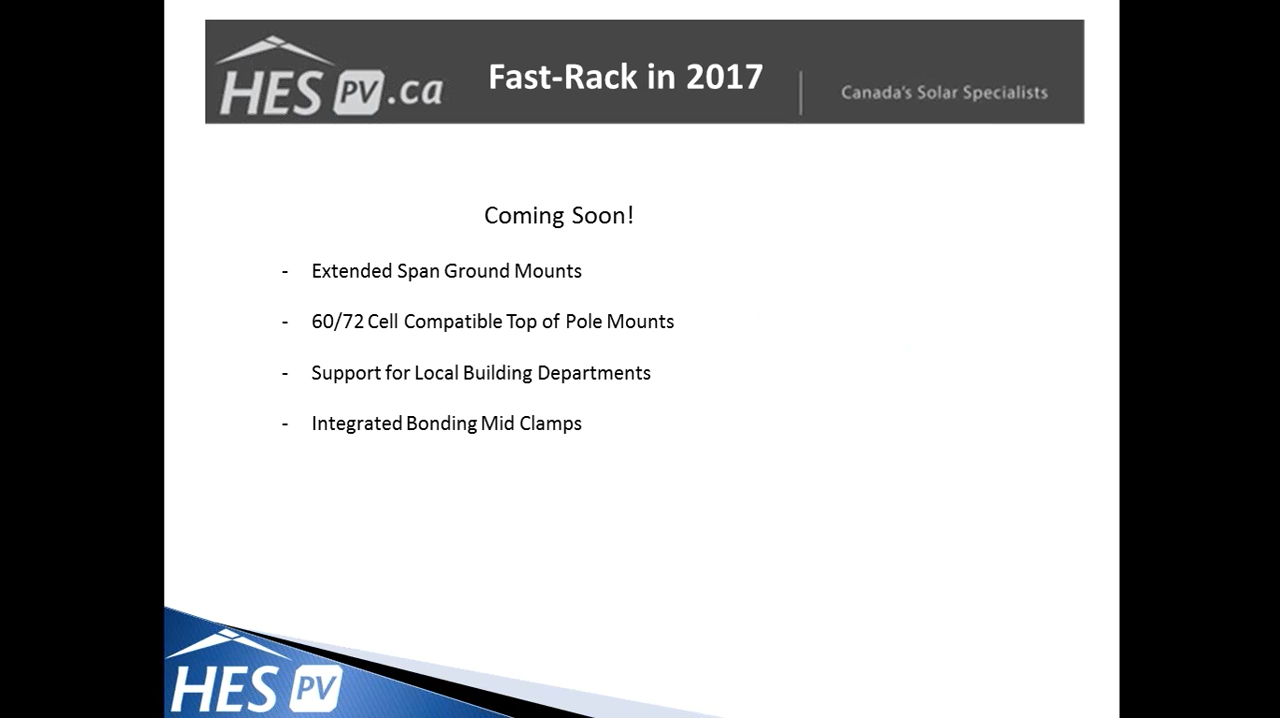 HES PV.ca
Fast-Rack in 2017
Canada's Solar Specialists
Coming Soon!
- Extended Span Ground Mounts
- 60/72 Cell Compatible Top of Pole Mounts
- Support for Local Building Departments
- Integrated Bonding Mid Clamps
HES PV